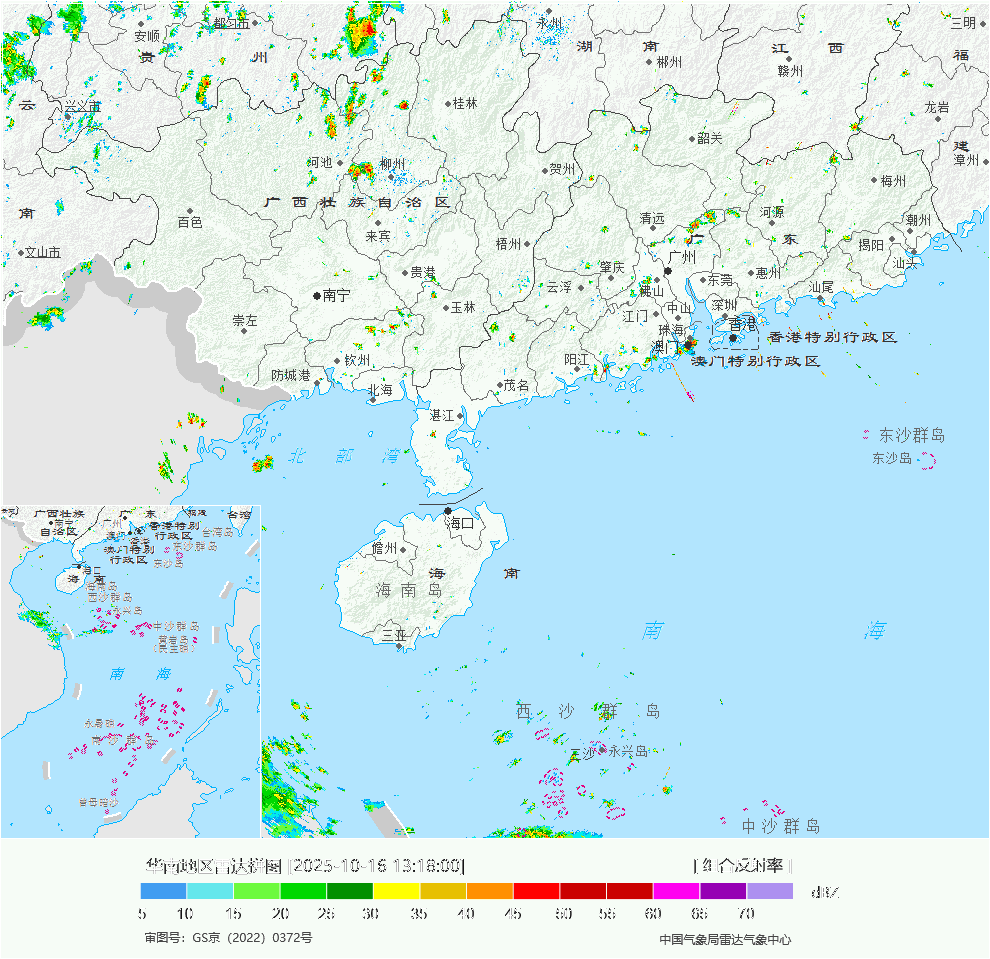 永州
都匀市
三明
安顺
湖 南
江 西
贵 州
郴州
赣州
福
云
兴义市
桂林
龙岩
韶关
建
河池
柳州
贺州
漳州
梅州
广 西 壮 族 自 治 区
南
百色
清远
河源
潮州
来宾
梧州
广 东
揭阳
文山市
广州
汕头
贵港
肇庆
东莞
惠州
南宁
云浮
佛山
汕尾
玉林
中山
深圳
崇左
江门
珠海
香港
香港特别行政区
澳门
澳门特别行政区
钦州
阳江
防城港
北海
茂名
湛江
东沙群岛
北 部 湾
东沙岛
海口
儋州
海 南
海 南 岛
三亚
南 海
西 沙 群 岛
永兴岛
中 沙 群 岛
广西壮族
自治区
广 东
台湾
南宁
广州
香港特别
行政区
台湾岛
澳门特别
行政区
东沙群岛
东沙岛
海口
海 南
海南岛
西沙群岛
永兴岛
中沙群岛
黄岩岛
南 海
永暑礁
南 沙 群 岛
曾母暗沙
华南地区雷达拼图 [2025-10-16 13:18:00]
[组合反射率]
dBZ
5 10 15 20 25 30 35 40 45 50 55 60 65 70
审图号：GS京（2022）0372号
中国气象局雷达气象中心